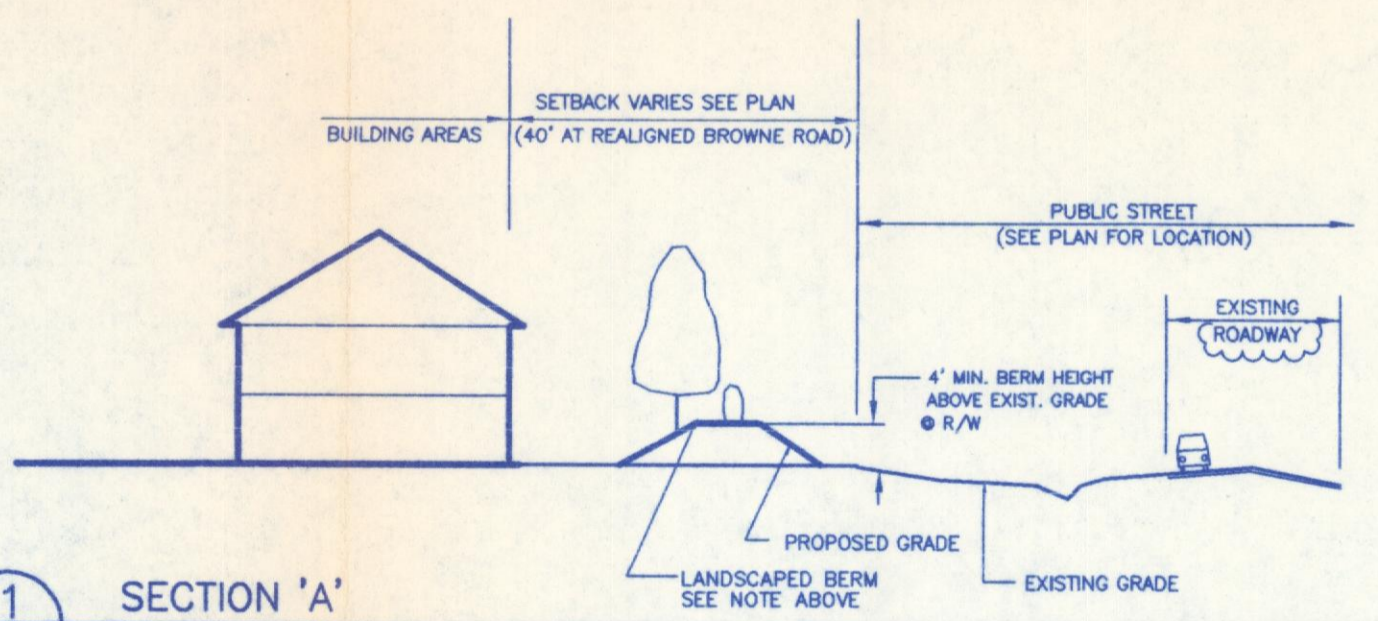 SETBACK VARIES SEE PLAN
BUILDING AREAS
(40' AT REALIGNED BROWNE ROAD)
PUBLIC STREET
(SEE PLAN FOR LOCATION)
EXISTING
ROADWAY
4' MIN. BERM HEIGHT
ABOVE EXIST. GRADE
@ R/W
PROPOSED GRADE
LANDSCAPED BERM
SEE NOTE ABOVE
EXISTING GRADE
1
SECTION 'A'